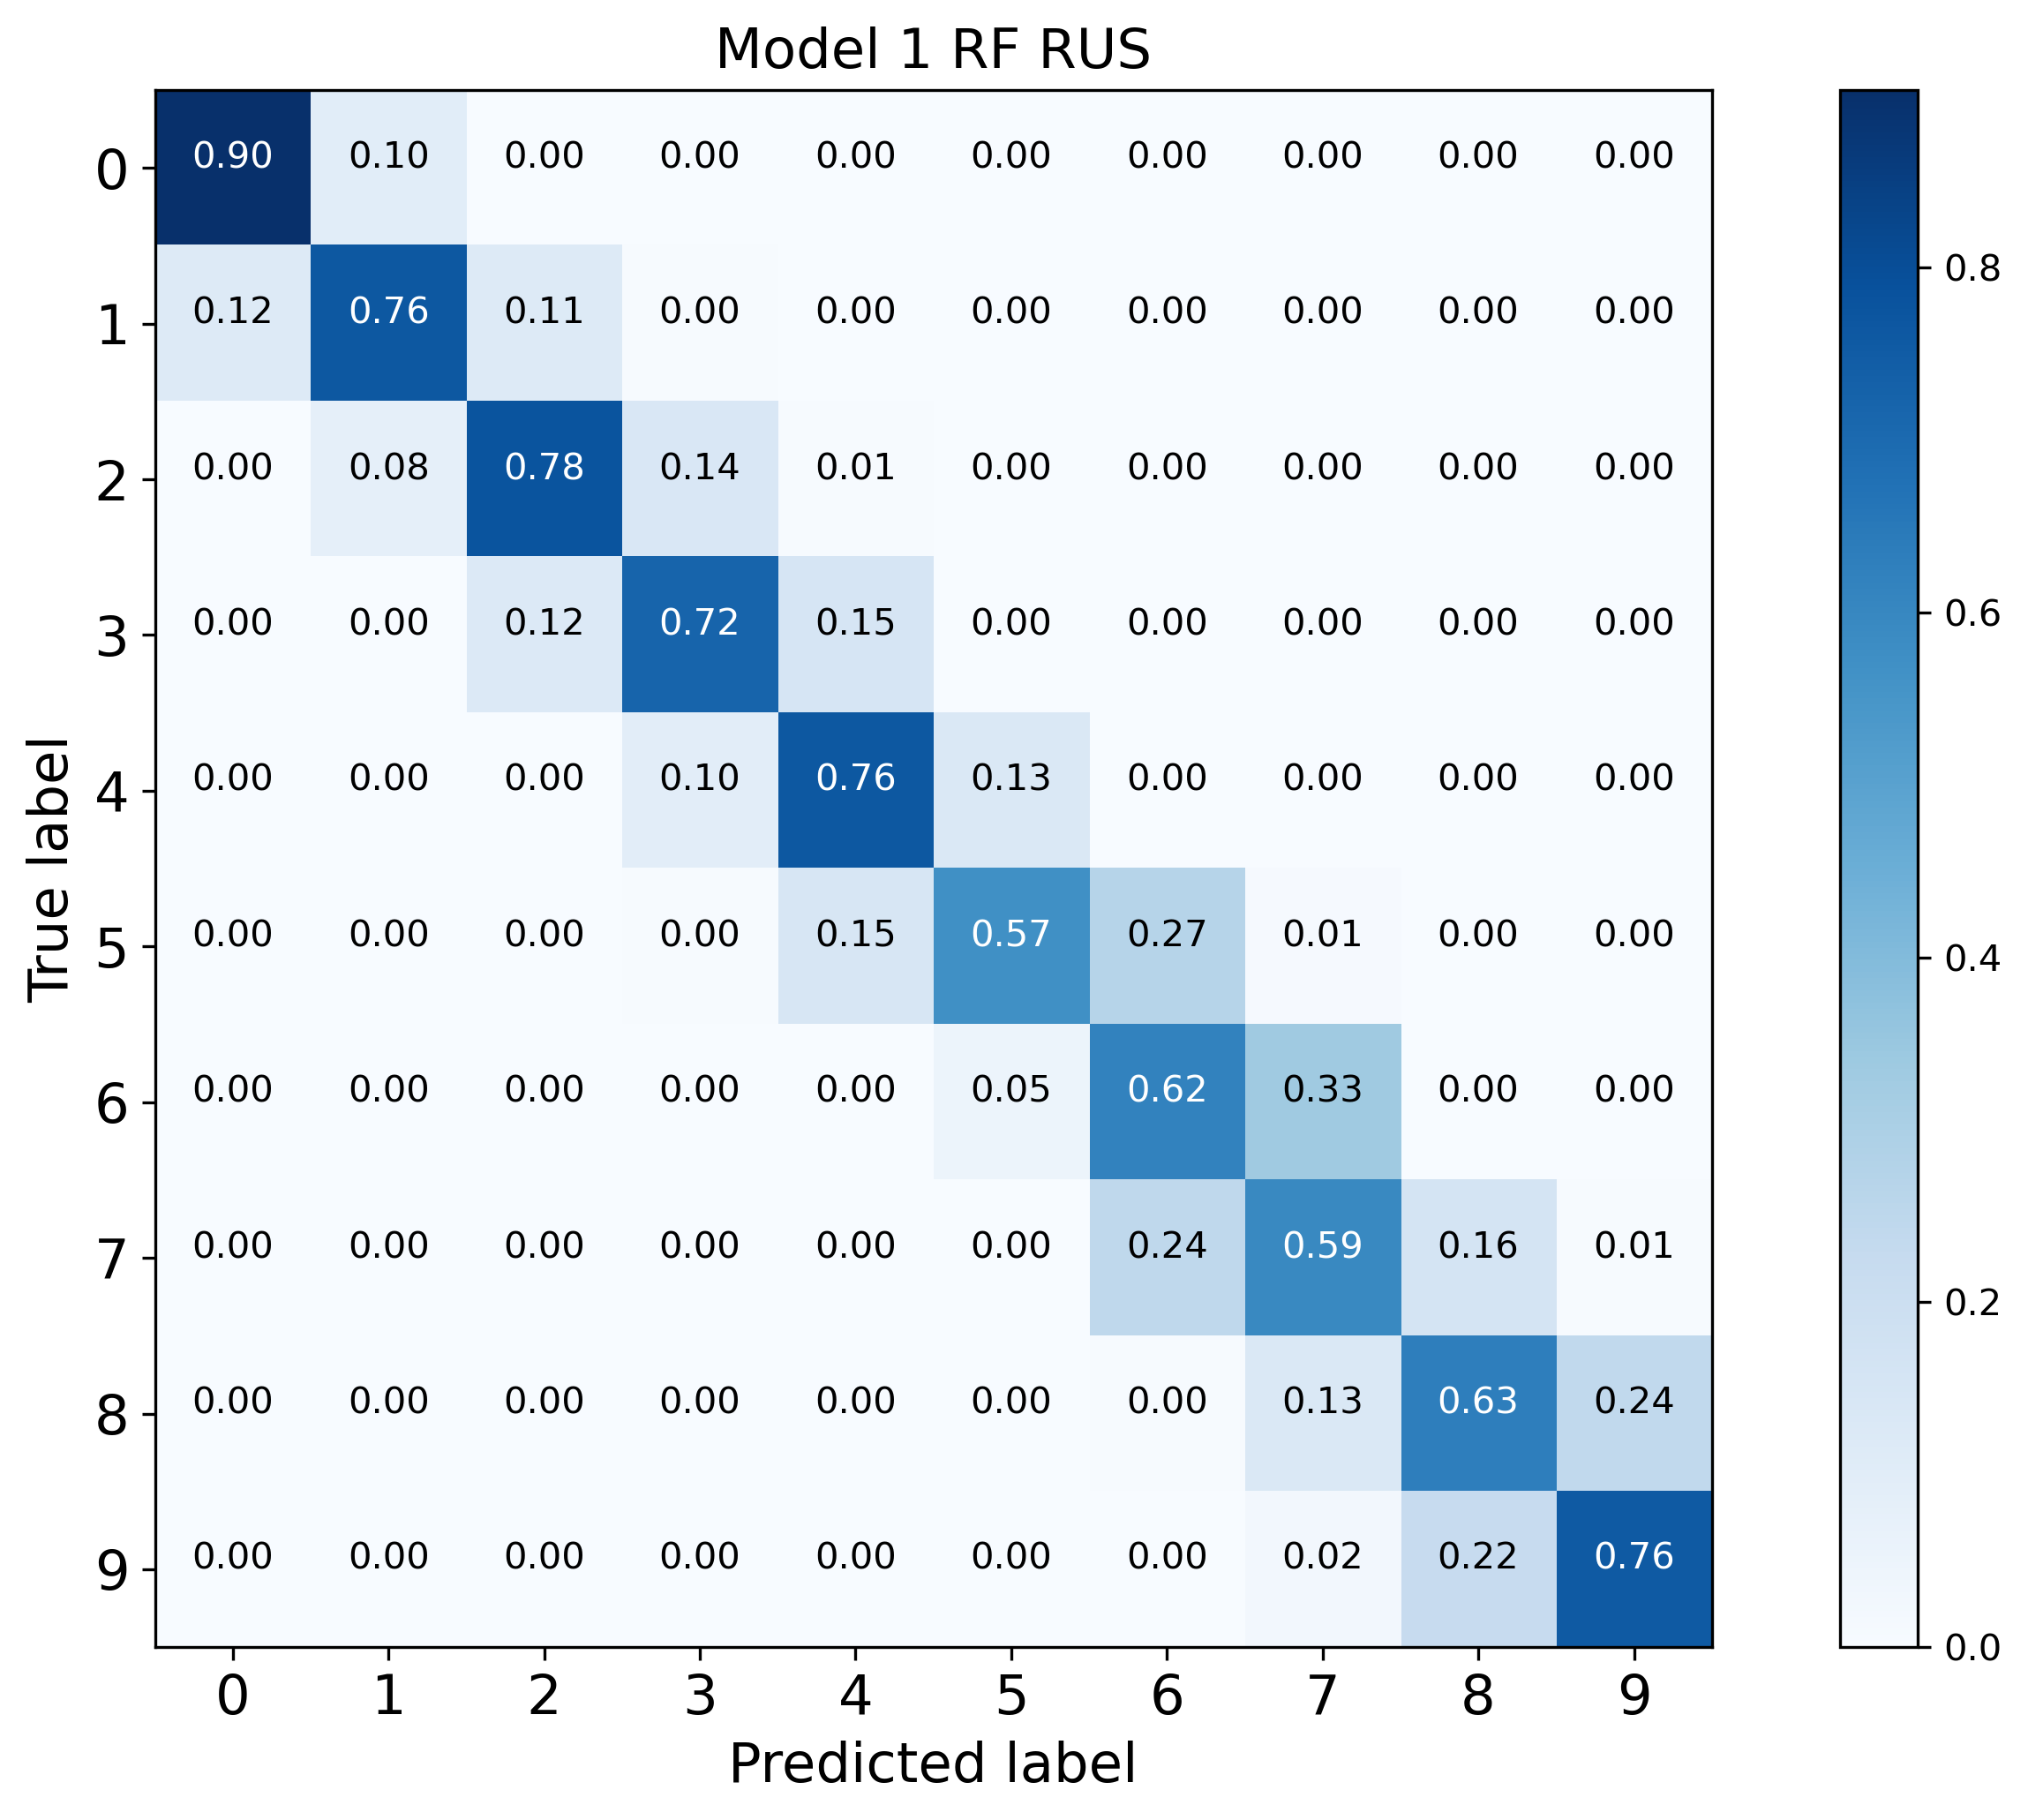 Model 1 RF RUS
0 0.90 0.10 0.00 0.00 0.00 0.00 0.00 0.00 0.00 0.00
0.8
1 0.12 0.76 0.11 0.00 0.00 0.00 0.00 0.00 0.00 0.00
2 0.00 0.08 0.78 0.14 0.01 0.00 0.00 0.00 0.00 0.00
0.6
3 0.00 0.00 0.12 0.72 0.15 0.00 0.00 0.00 0.00 0.00
4 0.00 0.00 0.00 0.10 0.76 0.13 0.00 0.00 0.00 0.00
True label
5 0.00 0.00 0.00 0.00 0.15 0.57 0.27 0.01 0.00 0.00
0.4
6 0.00 0.00 0.00 0.00 0.00 0.05 0.62 0.33 0.00 0.00
7 0.00 0.00 0.00 0.00 0.00 0.00 0.24 0.59 0.16 0.01
0.2
8 0.00 0.00 0.00 0.00 0.00 0.00 0.00 0.13 0.63 0.24
9 0.00 0.00 0.00 0.00 0.00 0.00 0.00 0.02 0.22 0.76
0.0
0 1 2 3 4 5 6 7 8 9
Predicted label